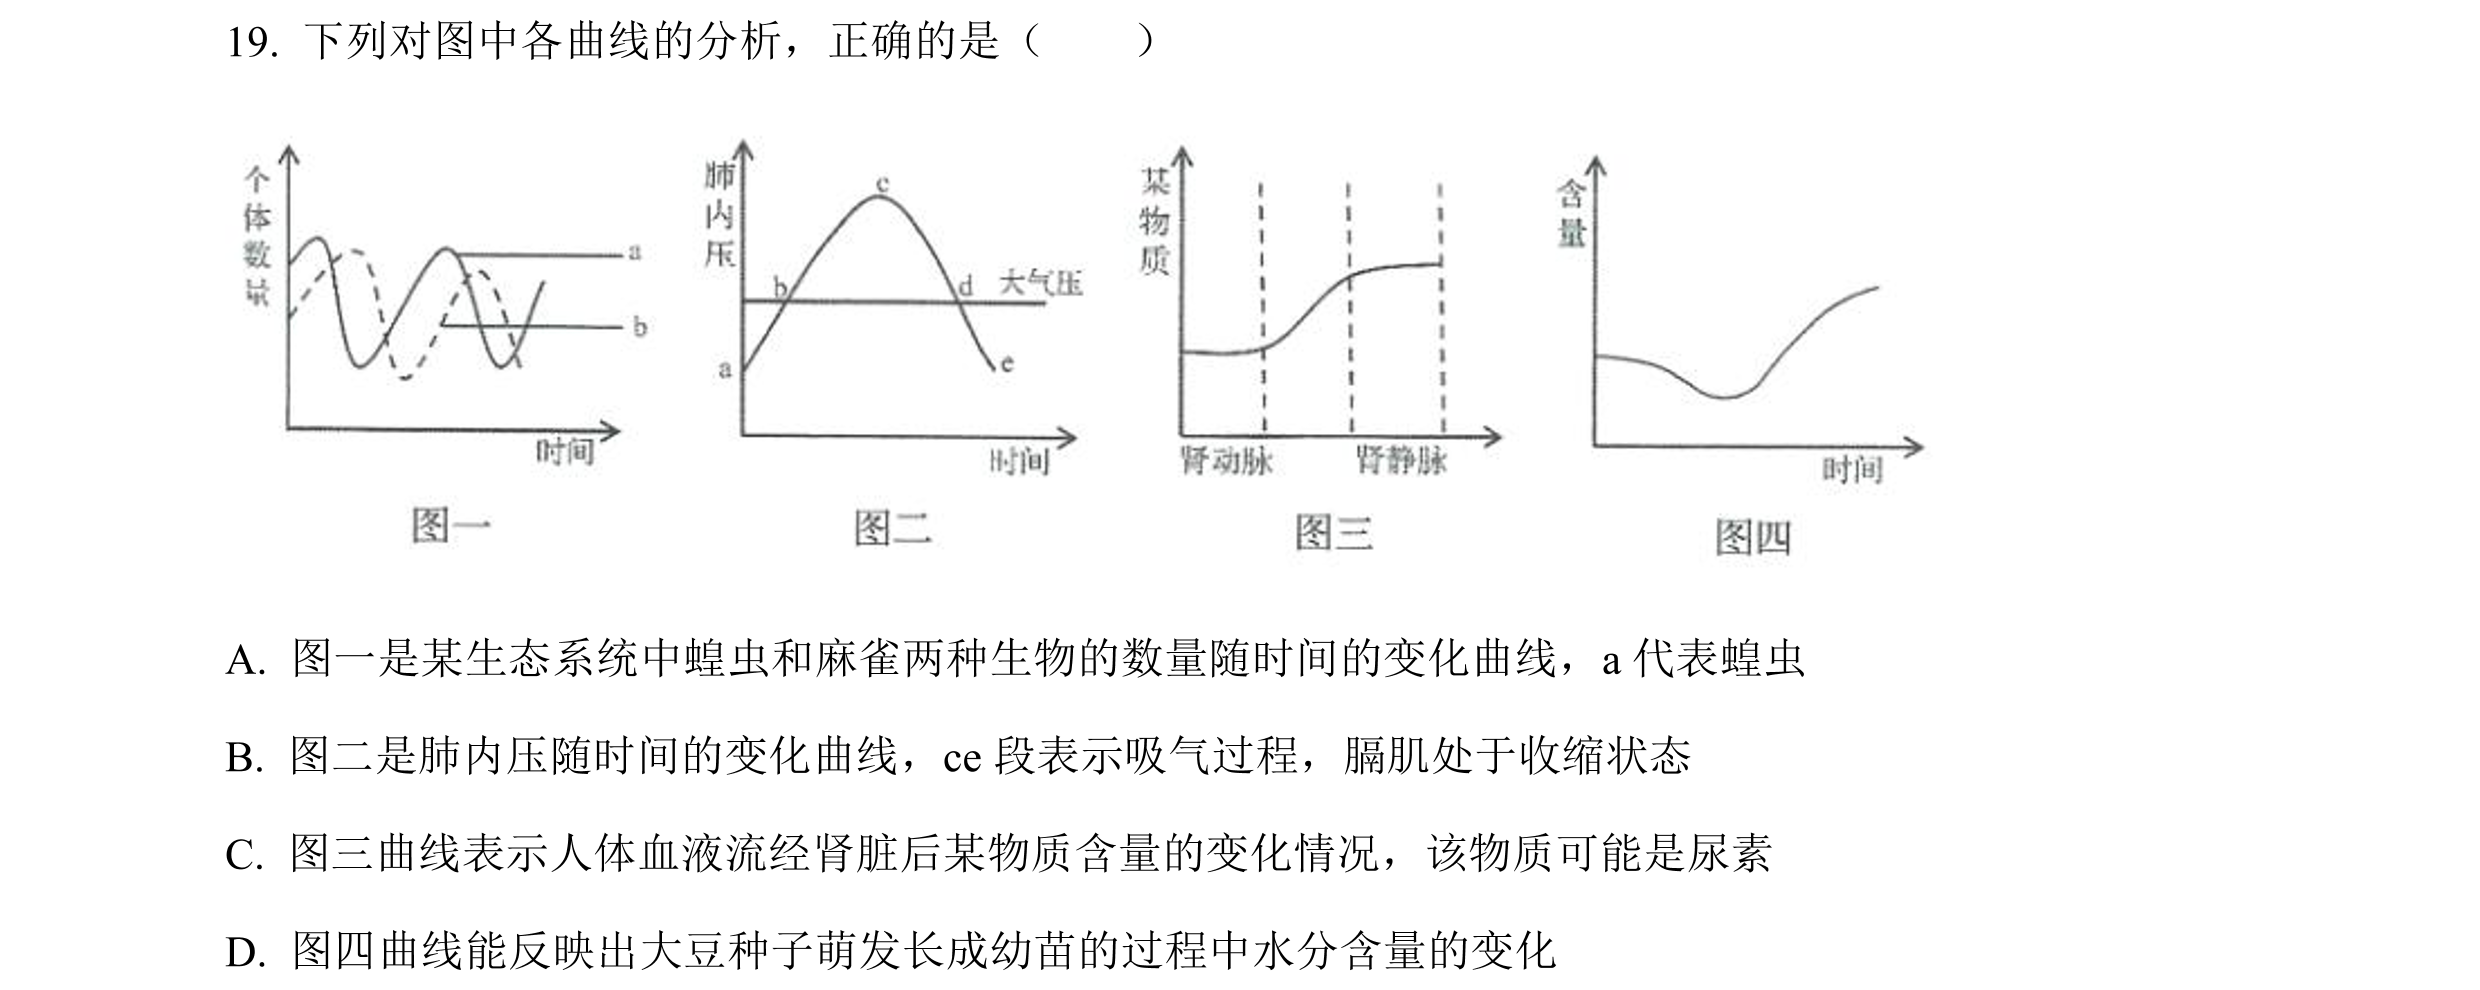 19. 下列对图中各曲线的分析，正确的是（　　）
个体数量
a
b
时间
图一
肺内压
c
b
d
大气压
a
e
时间
图二
某物质
肾动脉
肾静脉
图三
含量
时间
图四
A. 图一是某生态系统中蝗虫和麻雀两种生物的数量随时间的变化曲线，a 代表蝗虫
B. 图二是肺内压随时间的变化曲线，ce 段表示吸气过程，膈肌处于收缩状态
C. 图三曲线表示人体血液流经肾脏后某物质含量的变化情况，该物质可能是尿素
D. 图四曲线能反映出大豆种子萌发长成幼苗的过程中水分含量的变化